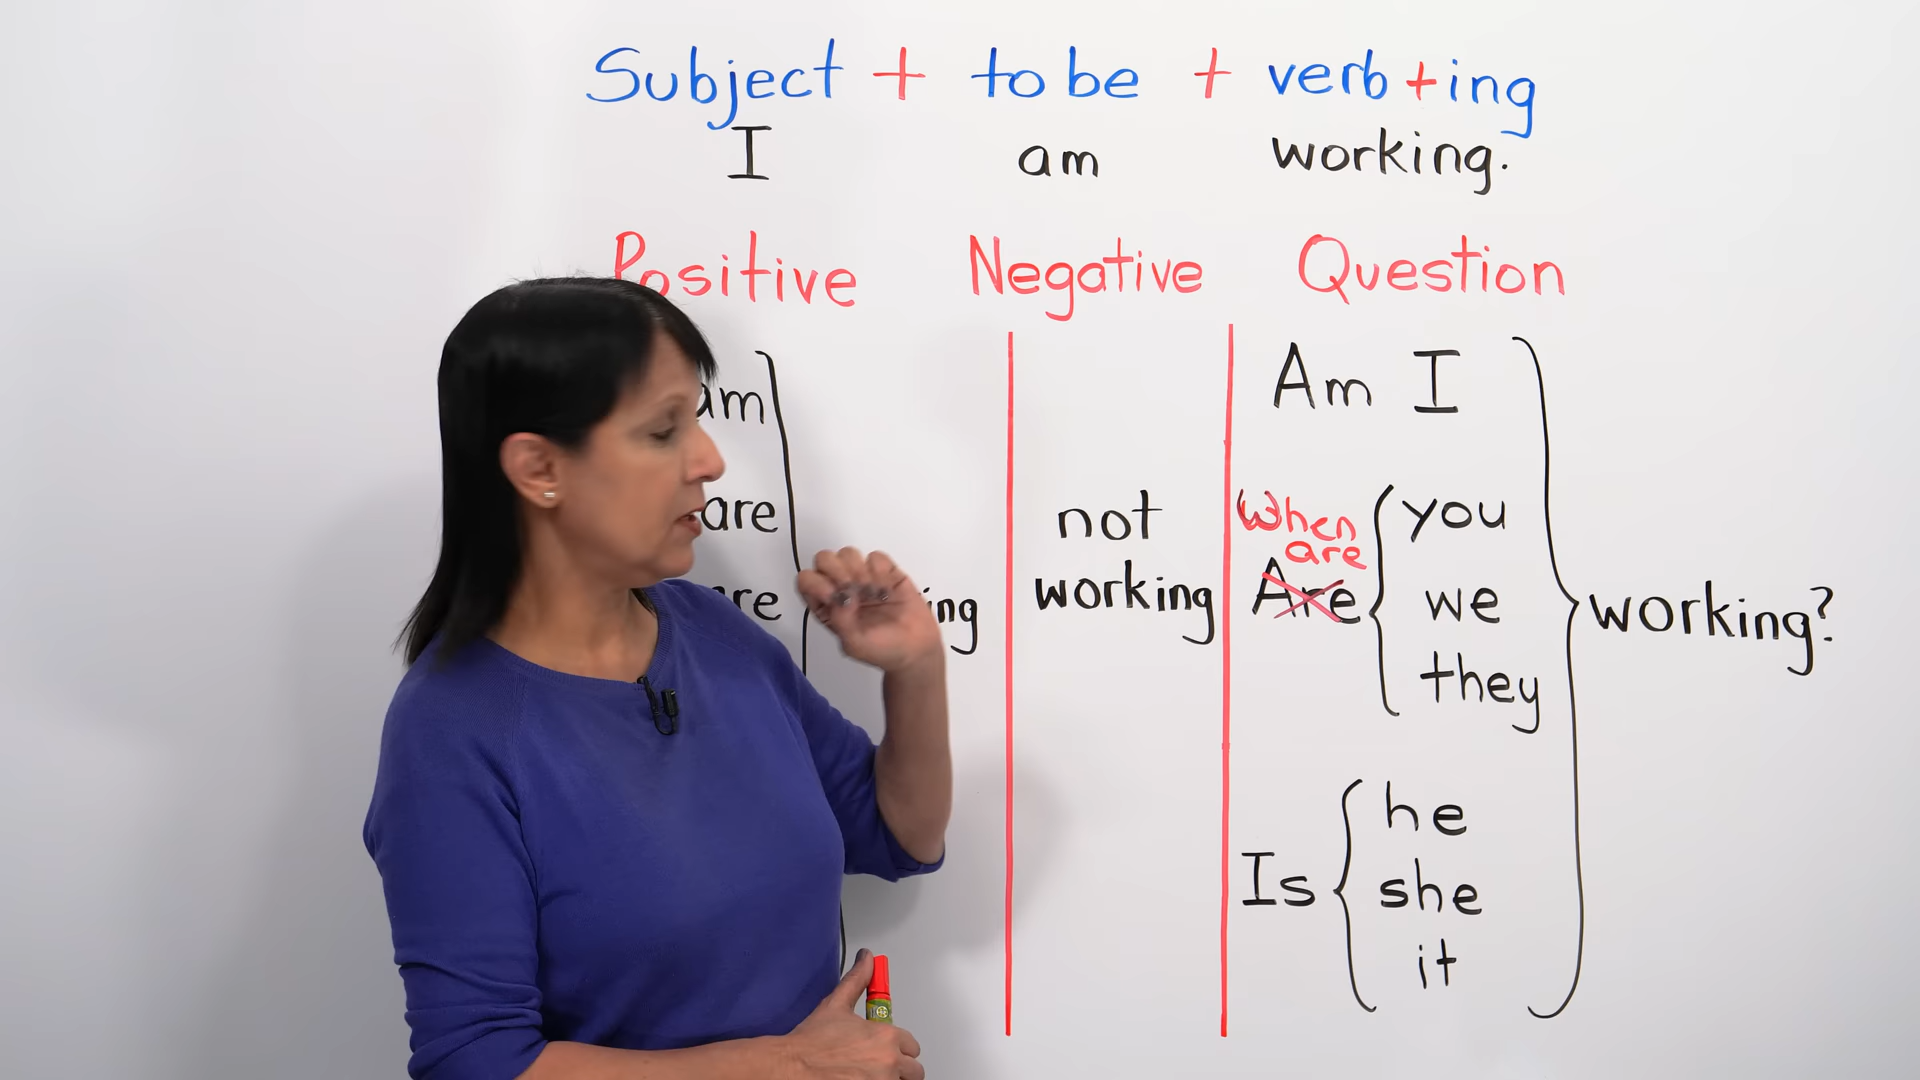 Subject + to be + verb + ing
I am working.
Positive Negative Question
am
are
not
working
Am I
When
are
Are
you
we
they
working?
Is
he
she
it